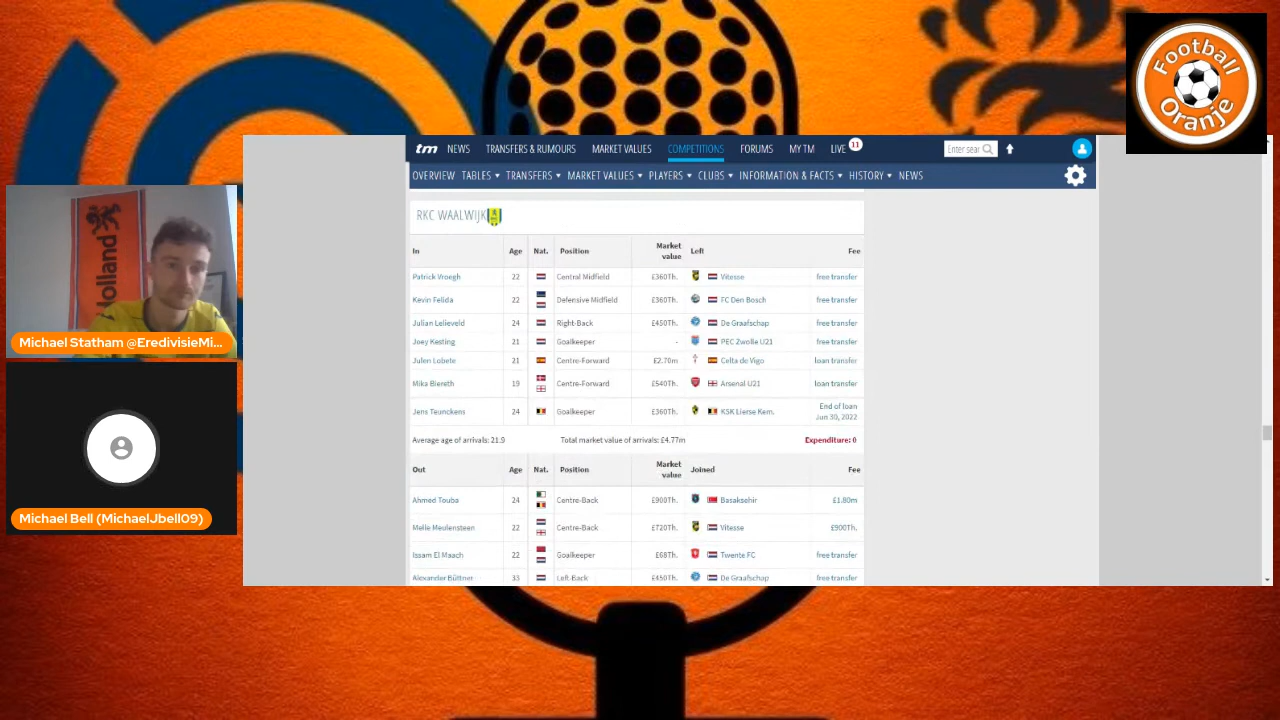 Football
Oranje
tm NEWS TRANSFERS & RUMOURS MARKET VALUES COMPETITIONS FORUMS MY TM LIVE 11 Enter sear
OVERVIEW TABLES TRANSFERS MARKET VALUES PLAYERS CLUBS INFORMATION & FACTS HISTORY NEWS
RKC WAALWIJK
In Age Nat. Position Market value Left Fee
Patrick Vroegh 22 Central Midfield £360Th. Vitesse free transfer
Kevin Felida 22 Defensive Midfield £360Th. FC Den Bosch free transfer
Julian Lelieveld 24 Right-Back £450Th. De Graafschap free transfer
Joey Kesting 21 Goalkeeper - PEC Zwolle U21 free transfer
Julen Lobete 21 Centre-Forward £2.70m Celta de Vigo loan transfer
Mika Biereth 19 Centre-Forward £540Th. Arsenal U21 loan transfer
Jens Teunckens 24 Goalkeeper £360Th. KSK Lierse Kem. End of loan
Jun 30, 2022
Average age of arrivals: 21.9 Total market value of arrivals: £4.77m Expenditure: 0
Out Age Nat. Position Market value Joined Fee
Ahmed Touba 24 Centre-Back £900Th. Basaksehir £1.80m
Melle Meulensteen 22 Centre-Back £720Th. Vitesse £900Th.
Issam El Maach 22 Goalkeeper £68Th. Twente FC free transfer
Alexander Büttner 33 Left-Back £450Th. De Graafschap free transfer
Holland
Michael Statham @EredivisieMi...
Michael Bell (MichaelJbell09)